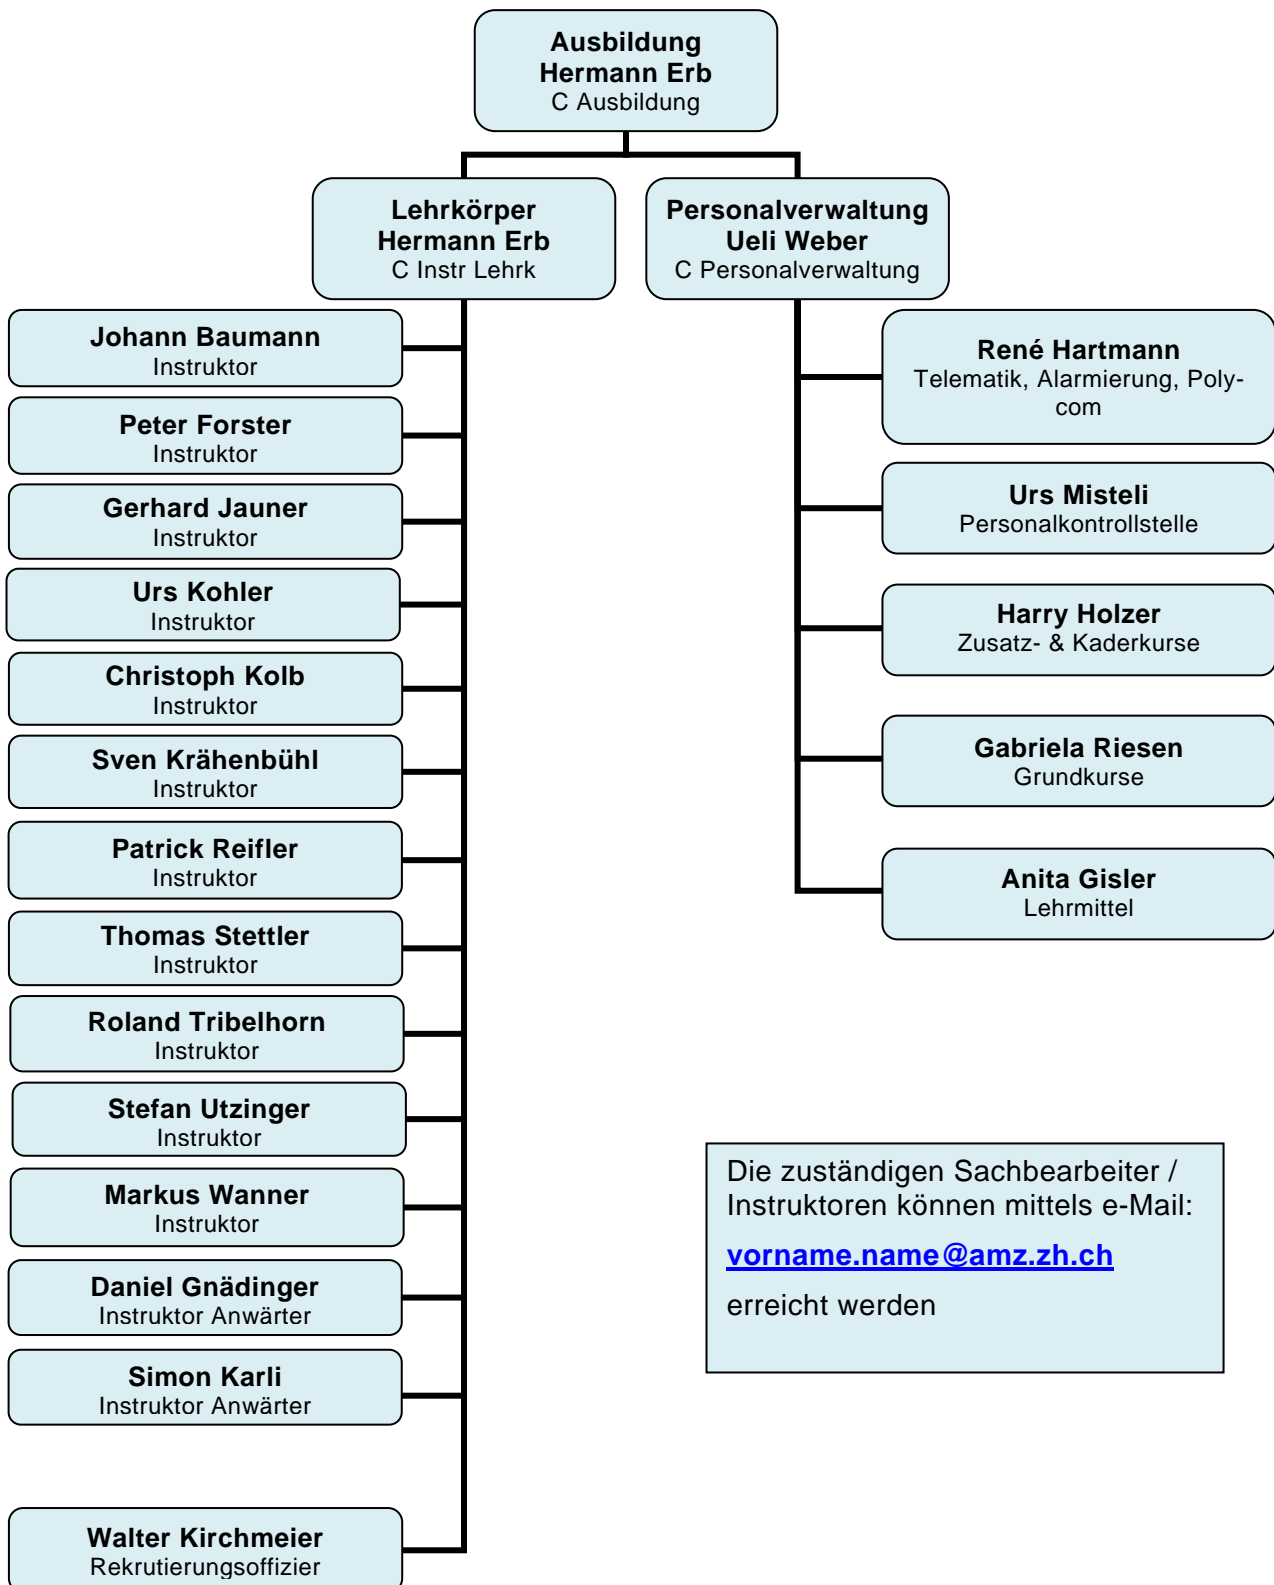 Ausbildung
Hermann Erb
C Ausbildung
Lehrkörper
Hermann Erb
C Instr Lehrk
Personalverwaltung
Ueli Weber
C Personalverwaltung
Johann Baumann
Instruktor
Peter Forster
Instruktor
Gerhard Jauner
Instruktor
Urs Kohler
Instruktor
Christoph Kolb
Instruktor
Sven Krähenbühl
Instruktor
Patrick Reifler
Instruktor
Thomas Stettler
Instruktor
Roland Tribelhorn
Instruktor
Stefan Utzinger
Instruktor
Markus Wanner
Instruktor
Daniel Gnädinger
Instruktor Anwärter
Simon Karli
Instruktor Anwärter
Walter Kirchmeier
Rekrutierungsoffizier
René Hartmann
Telematik, Alarmierung, Poly-
com
Urs Misteli
Personalkontrollstelle
Harry Holzer
Zusatz- & Kaderkurse
Gabriela Riesen
Grundkurse
Anita Gisler
Lehrmittel
Die zuständigen Sachbearbeiter /
Instruktoren können mittels e-Mail:
vorname.name@amz.zh.ch
erreicht werden